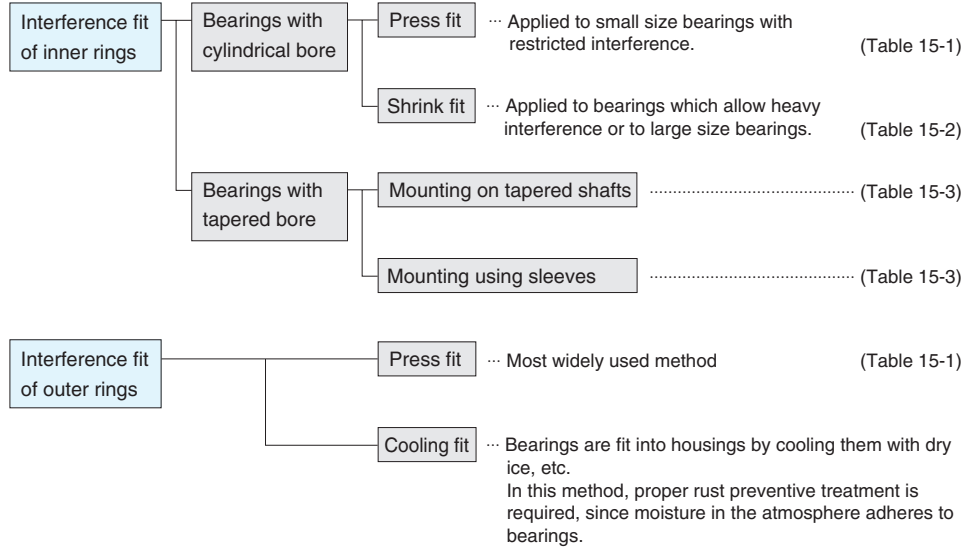 Interference fit
of inner rings
Bearings with
cylindrical bore
Press fit
··· Applied to small size bearings with
restricted interference.
(Table 15-1)
Shrink fit
··· Applied to bearings which allow heavy
interference or to large size bearings.
(Table 15-2)
Bearings with
tapered bore
Mounting on tapered shafts
(Table 15-3)
Mounting using sleeves
(Table 15-3)
Interference fit
of outer rings
Press fit
··· Most widely used method
(Table 15-1)
Cooling fit
··· Bearings are fit into housings by cooling them with dry
ice, etc.
In this method, proper rust preventive treatment is
required, since moisture in the atmosphere adheres to
bearings.